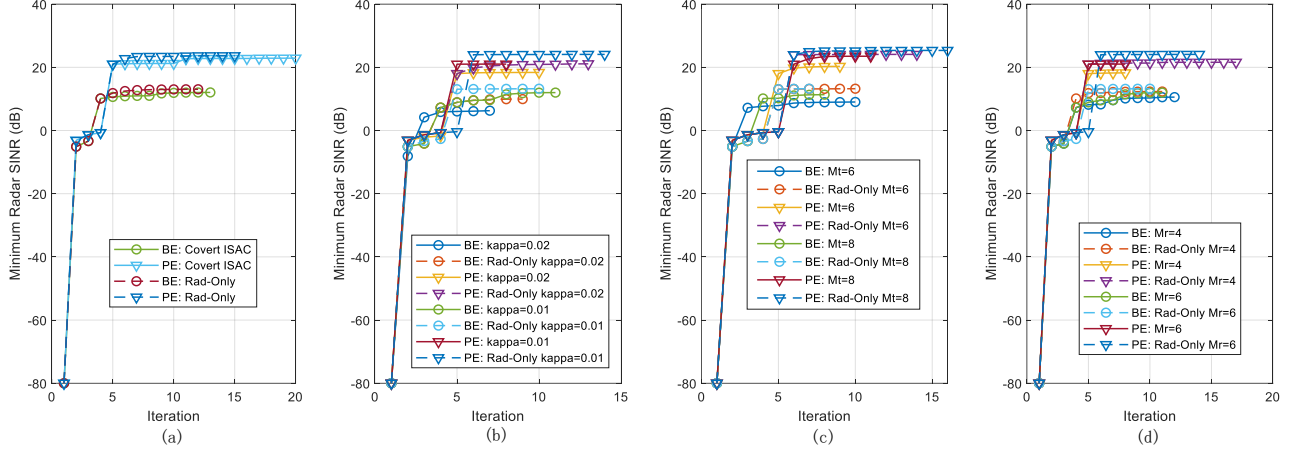 40
20
0
-20
-40
-60
-80
Minimum Radar SINR (dB)
0
5
10
15
20
Iteration
BE: Covert ISAC
PE: Covert ISAC
BE: Rad-Only
PE: Rad-Only
(a)
40
20
0
-20
-40
-60
-80
Minimum Radar SINR (dB)
0
5
10
15
Iteration
BE: kappa=0.02
BE: Rad-Only kappa=0.02
PE: kappa=0.02
PE: Rad-Only kappa=0.02
BE: kappa=0.01
BE: Rad-Only kappa=0.01
PE: kappa=0.01
PE: Rad-Only kappa=0.01
(b)
40
20
0
-20
-40
-60
-80
Minimum Radar SINR (dB)
0
5
10
15
Iteration
BE: Mt=6
BE: Rad-Only Mt=6
PE: Mt=6
PE: Rad-Only Mt=6
BE: Mt=8
BE: Rad-Only Mt=8
PE: Mt=8
PE: Rad-Only Mt=8
(c)
40
20
0
-20
-40
-60
-80
Minimum Radar SINR (dB)
0
5
10
15
20
Iteration
BE: Mr=4
BE: Rad-Only Mr=4
PE: Mr=4
PE: Rad-Only Mr=4
BE: Mr=6
BE: Rad-Only Mr=6
PE: Mr=6
PE: Rad-Only Mr=6
(d)